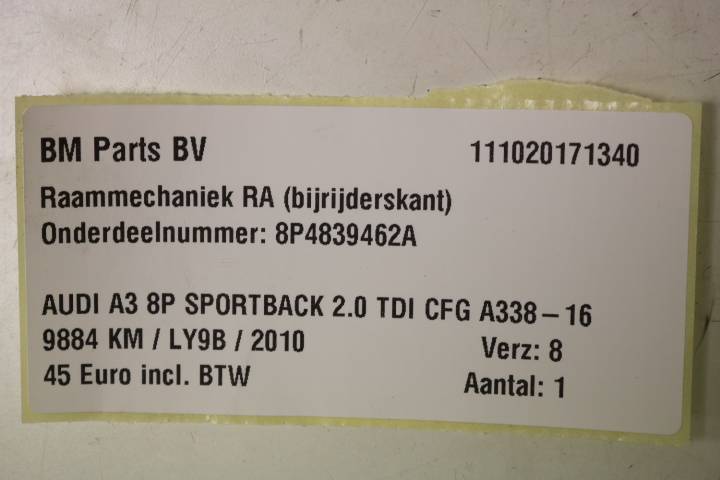 BM Parts BV 111020171340
Raammechaniek RA (bijrijderskant)
Onderdeelnummer: 8P4839462A
AUDI A3 8P SPORTBACK 2.0 TDI CFG A338-16
9884 KM / LY9B / 2010 Verz: 8
45 Euro incl. BTW Aantal: 1